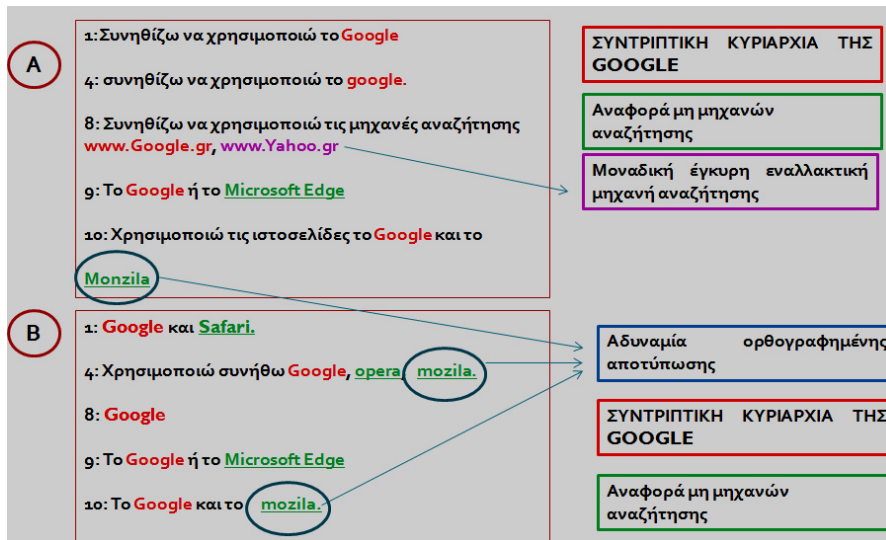 A
1: Συνηθίζω να χρησιμοποιώ το Google
4: συνηθίζω να χρησιμοποιώ το google.
8: Συνηθίζω να χρησιμοποιώ τις μηχανές αναζήτησης
www.Google.gr, www.Yahoo.gr
9: Το Google ή το Microsoft Edge
10: Χρησιμοποιώ τις ιστοσελίδες το Google και το
Monzila
ΣΥΝΤΡΙΠΤΙΚΗ ΚΥΡΙΑΡΧΙΑ ΤΗΣ
GOOGLE
Αναφορά μη μηχανών
αναζήτησης
Μοναδική έγκυρη εναλλακτική
μηχανή αναζήτησης
B
1: Google και Safari.
4: Χρησιμοποιώ συνήθω Google, opera, mozila.
8: Google
9: Το Google ή το Microsoft Edge
10: Το Google και το mozila.
Αδυναμία ορθογραφημένης
αποτύπωσης
ΣΥΝΤΡΙΠΤΙΚΗ ΚΥΡΙΑΡΧΙΑ ΤΗΣ
GOOGLE
Αναφορά μη μηχανών
αναζήτησης